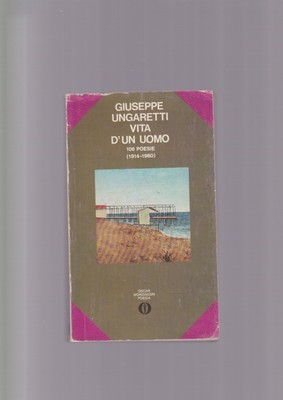 GIUSEPPE
UNGARETTI
VITA
D'UN UOMO
106 POESIE
(1914-1960)
OSCAR
MONDADORI
POESIA